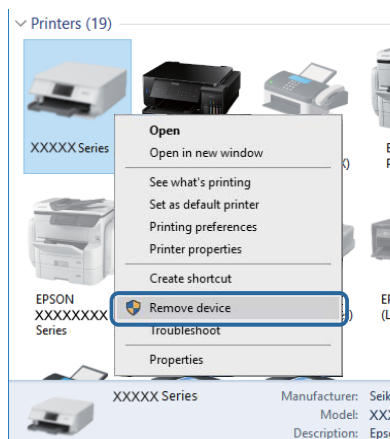 Printers (19)
XXXXX Series
Open
Open in new window
See what's printing
Set as default printer
Printing preferences
Printer properties
Create shortcut
Remove device
Troubleshoot
Properties
EPSON
XXXXXXXX
Series
XXXXX Series
Manufacturer:
Model:
Description: